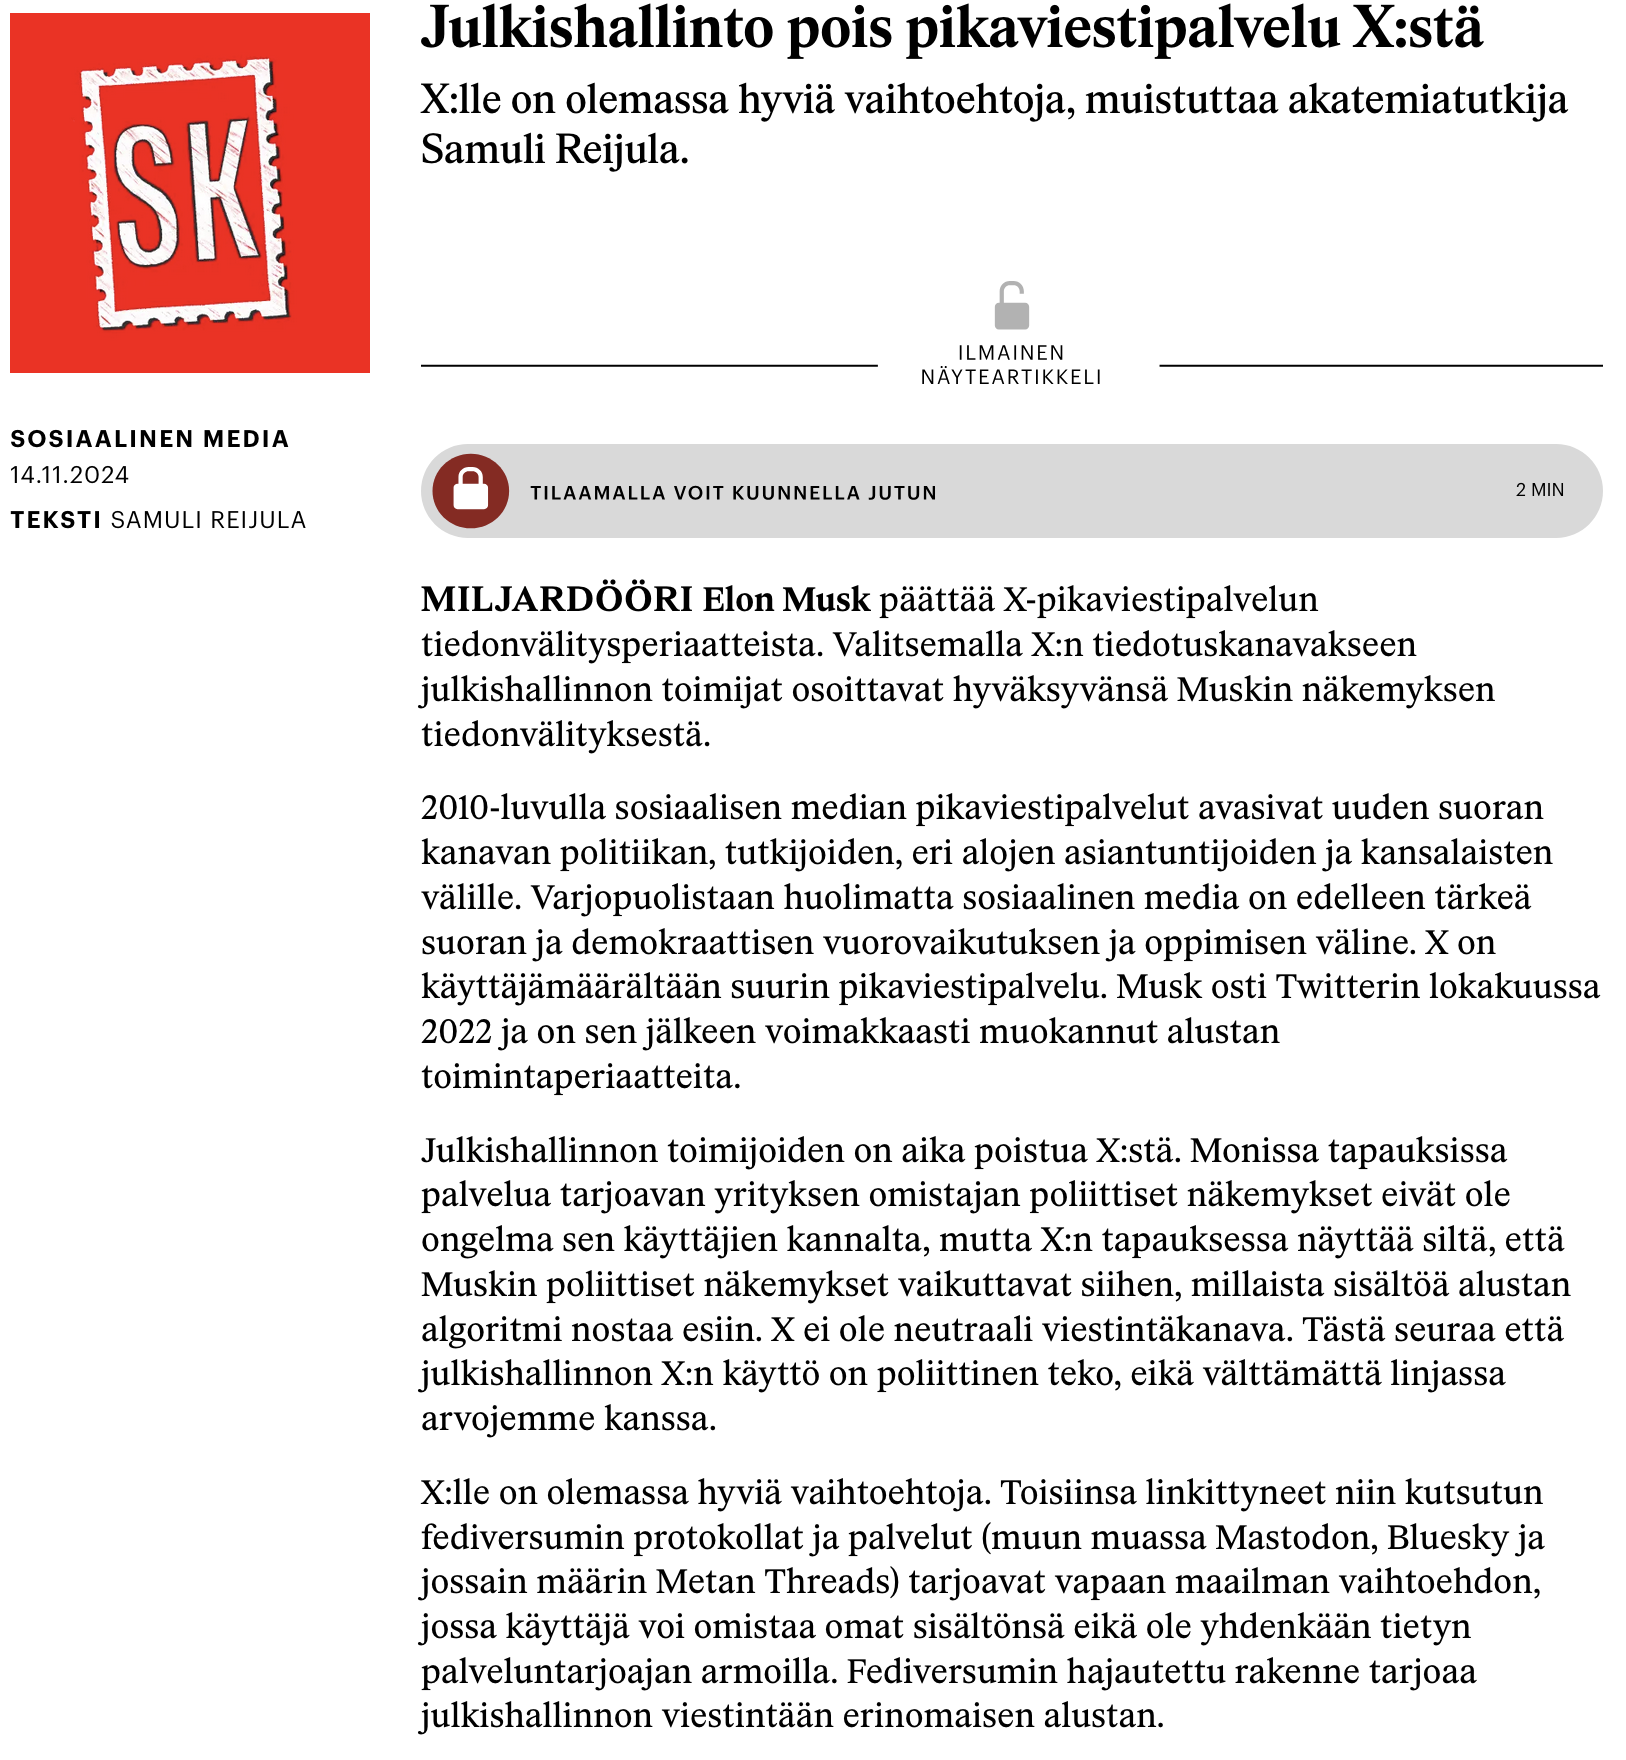 Julkishallinto pois pikaviestipalvelu X:stä
X:lle on olemassa hyviä vaihtoehtoja, muistuttaa akatemiatutkija
Samuli Reijula.
SK
ILMAINEN
NÄYTEARTIKKELI
SOSIAALINEN MEDIA
14.11.2024
TEKSTI SAMULI REIJULA
TILAAMALLA VOIT KUUNNELLA JUTUN
2 MIN
MILJARDÖÖRI Elon Musk päättää X-pikaviestipalvelun
tiedonvälitysperiaatteista. Valitsemalla X:n tiedotuskanavakseen
julkishallinnon toimijat osoittavat hyväksyvänsä Muskin näkemyksen
tiedonvälityksestä.
2010-luvulla sosiaalisen median pikaviestipalvelut avasivat uuden suoran
kanavan politiikan, tutkijoiden, eri alojen asiantuntijoiden ja kansalaisten
välille. Varjopuolistaan huolimatta sosiaalinen media on edelleen tärkeä
suoran ja demokraattisen vuorovaikutuksen ja oppimisen väline. X on
käyttäjämäärältään suurin pikaviestipalvelu. Musk osti Twitterin lokakuussa
2022 ja on sen jälkeen voimakkaasti muokannut alustan
toimintaperiaatteita.
Julkishallinnon toimijoiden on aika poistua X:stä. Monissa tapauksissa
palvelua tarjoavan yrityksen omistajan poliittiset näkemykset eivät ole
ongelma sen käyttäjien kannalta, mutta X:n tapauksessa näyttää siltä, että
Muskin poliittiset näkemykset vaikuttavat siihen, millaista sisältöä alustan
algoritmi nostaa esiin. X ei ole neutraali viestintäkanava. Tästä seuraa että
julkishallinnon X:n käyttö on poliittinen teko, eikä välttämättä linjassa
arvojemme kanssa.
X:lle on olemassa hyviä vaihtoehtoja. Toisiinsa linkittyneet niin kutsutun
fediversumin protokollat ja palvelut (muun muassa Mastodon, Bluesky ja
jossain määrin Metan Threads) tarjoavat vapaan maailman vaihtoehdon,
jossa käyttäjä voi omistaa omat sisältönsä eikä ole yhdenkään tietyn
palveluntarjoajan armoilla. Fediversumin hajautettu rakenne tarjoaa
julkishallinnon viestintään erinomaisen alustan.